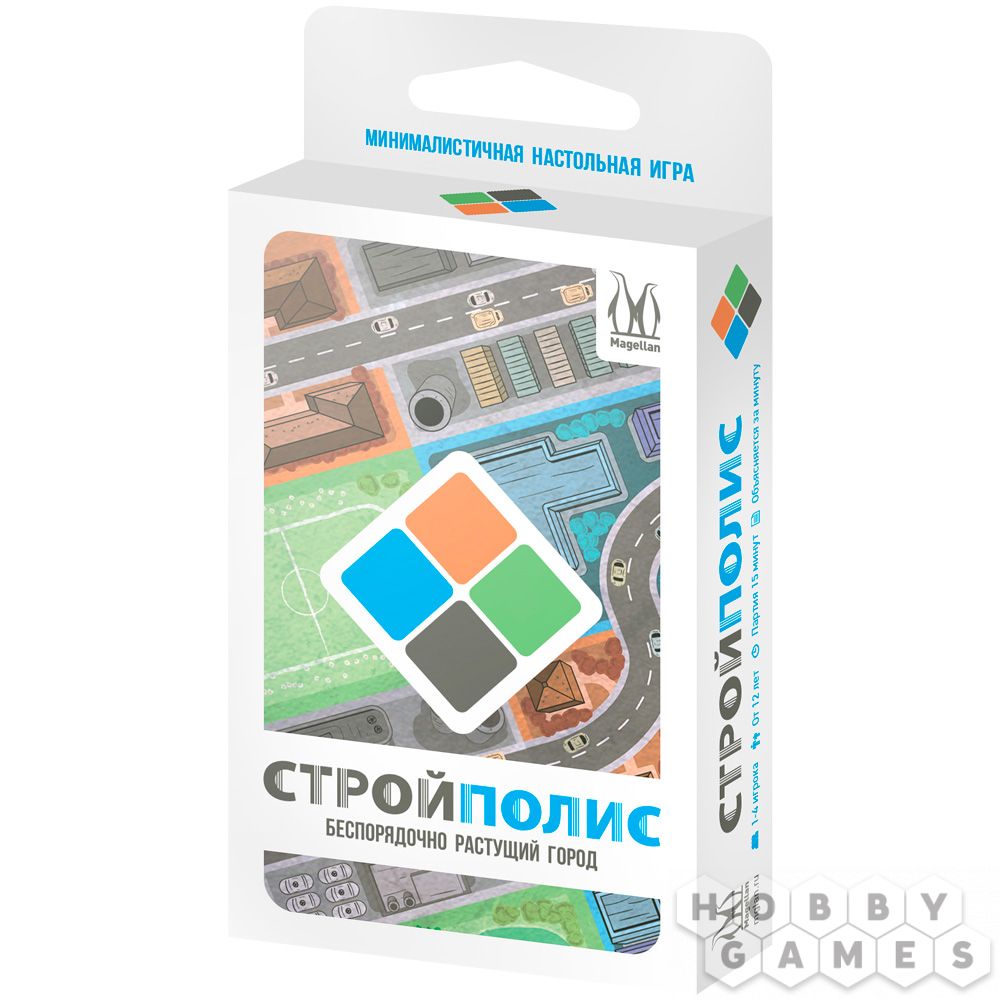 МИНИМАЛИСТИЧНАЯ НАСТОЛЬНАЯ ИГРА
Magellan
СТРОЙПОЛИС
БЕСПОРЯДОЧНО РАСТУЩИЙ ГОРОД
СТРОЙПОЛИС
1-4 игрока От 12 лет Партия 15 минут Объясняется за минуту
Magellan
HOBBY
GAMES